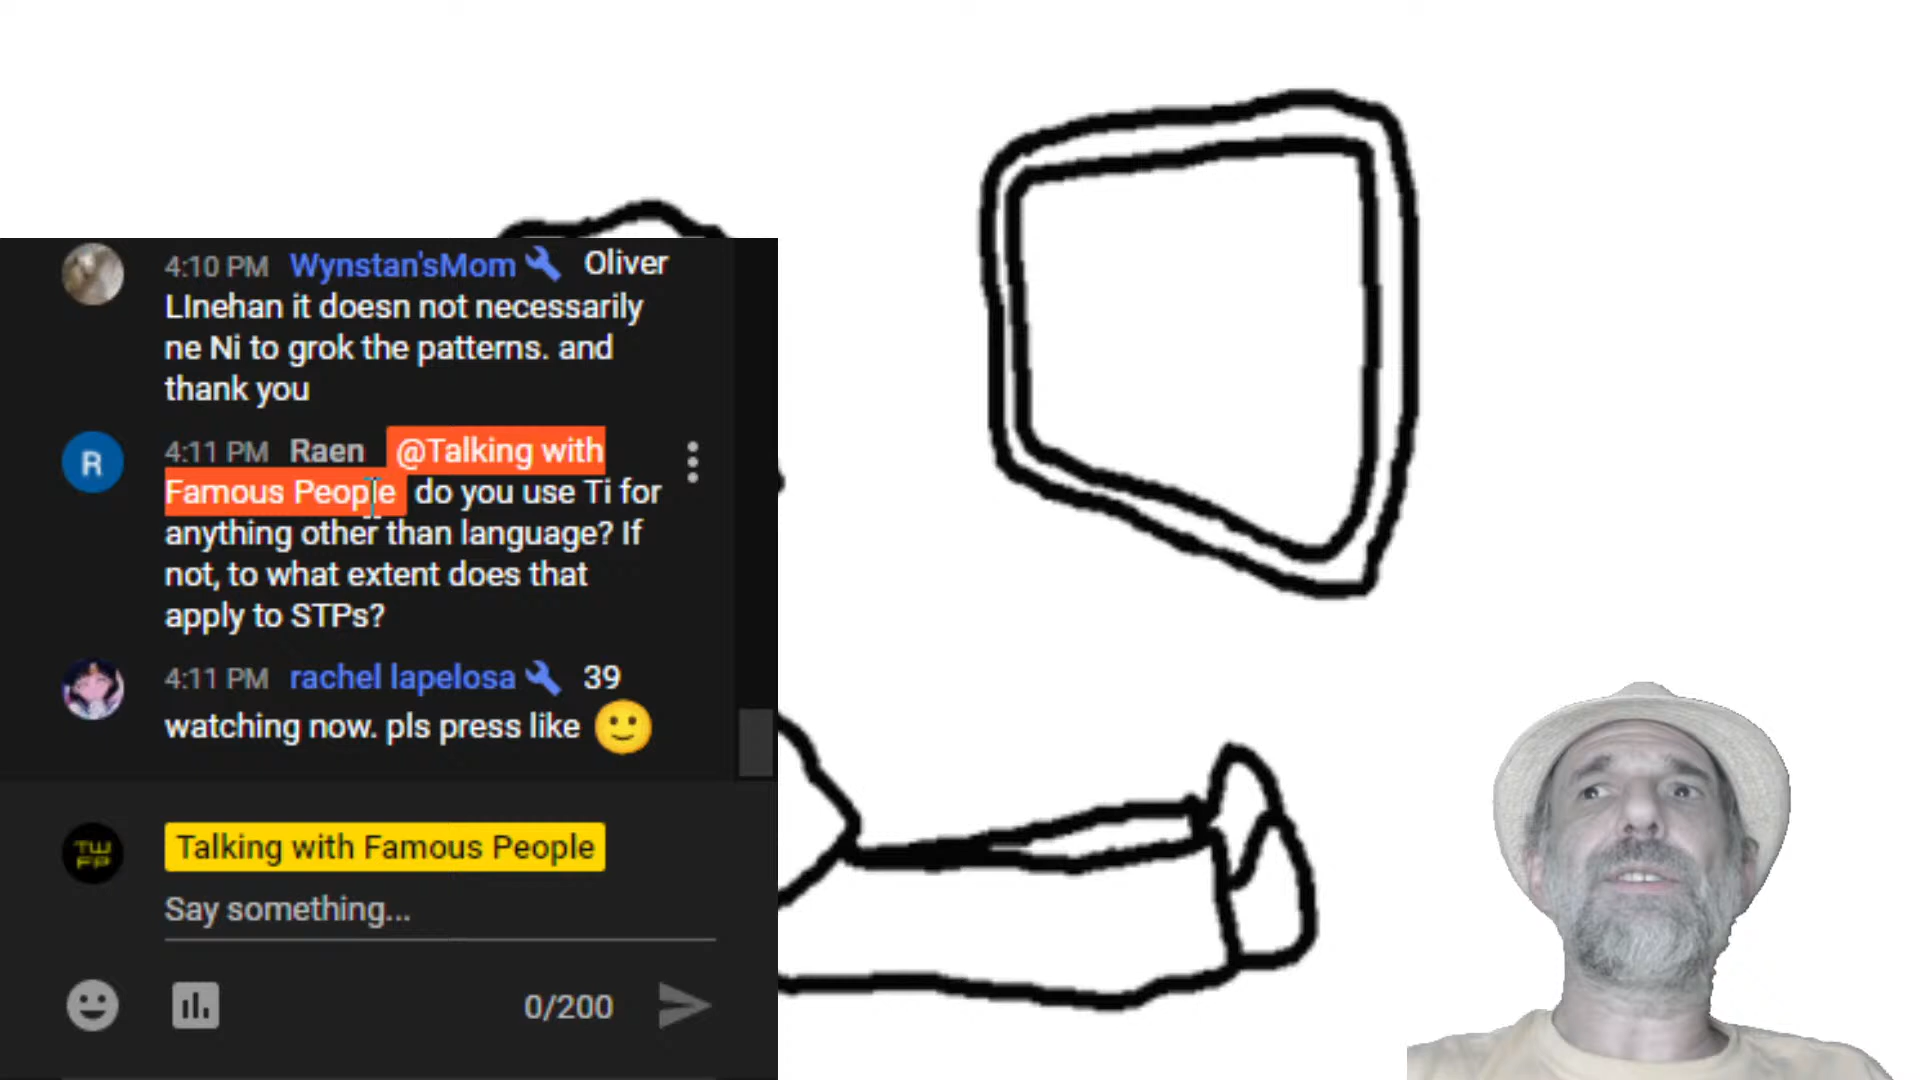 4:10 PM Wynstan'sMom Oliver
LInehan it doesn not necessarily
ne Ni to grok the patterns. and
thank you
R
4:11 PM Raen @Talking with
Famous People do you use Ti for
anything other than language? If
not, to what extent does that
apply to STPs?
4:11 PM rachel lapelosa 39
watching now. pls press like
TW
FP
Talking with Famous People
Say something...
0/200